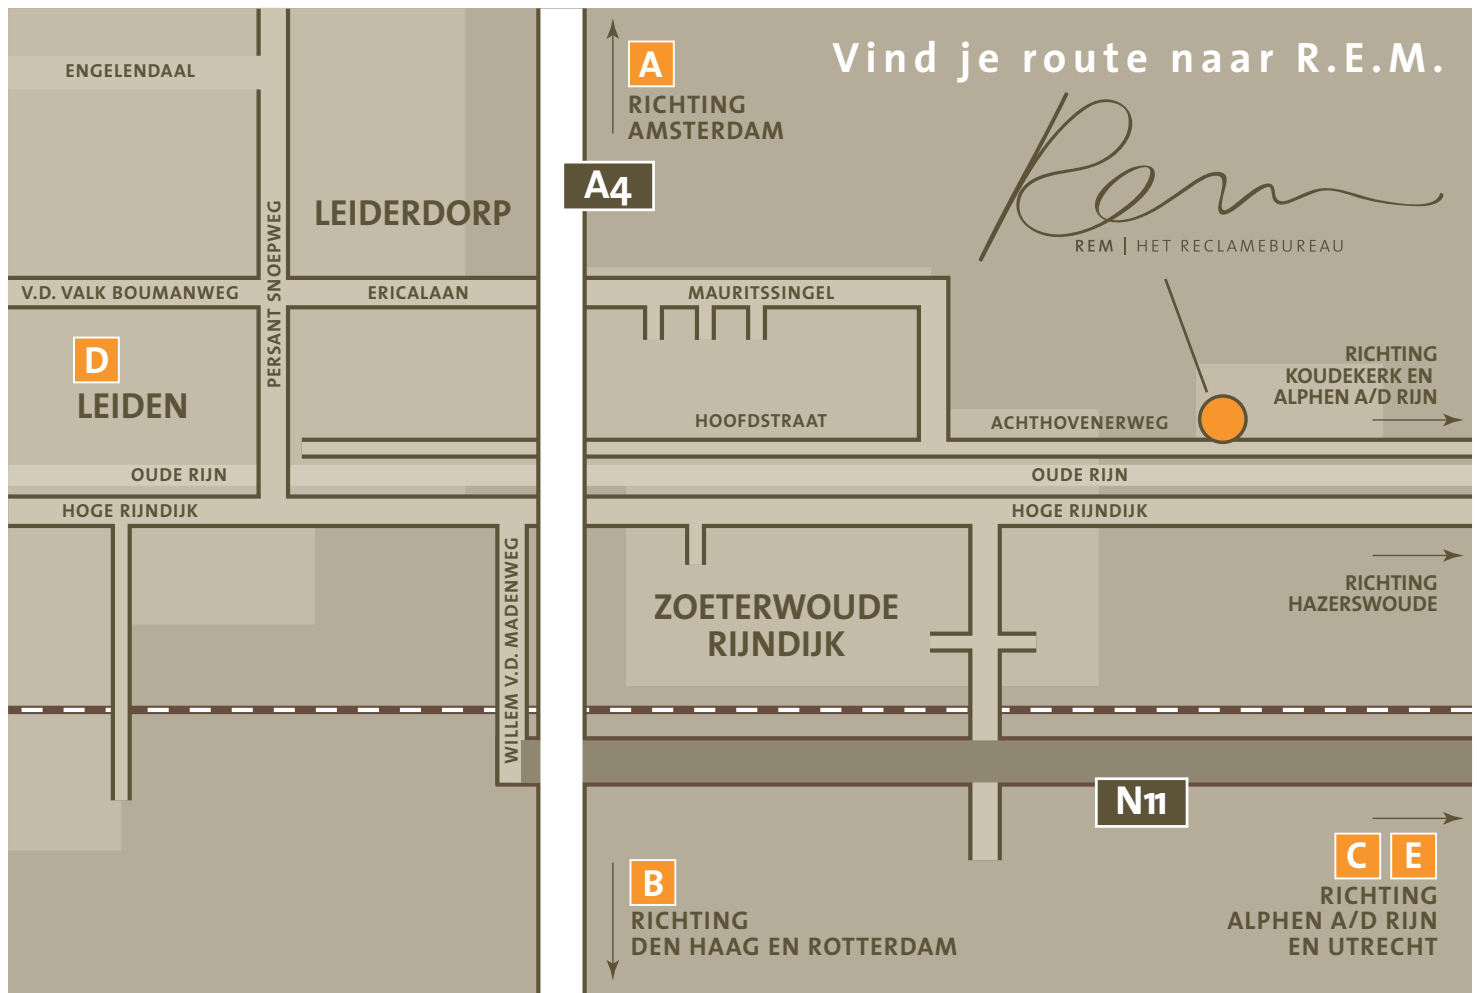 Vind je route naar R.E.M.
A
RICHTING
AMSTERDAM
ENGELENDAAL
A4
LEIDERDORP
Rem
REM | HET RECLAMEBUREAU
PERSANT SNOEPWEG
V.D. VALK BOUMANWEG
ERICALAAN
MAURITSSINGEL
D
LEIDEN
RICHTING
KOUDEKERK EN
ALPHEN A/D RIJN
HOOFDSTRAAT
ACHTHOVENERWEG
OUDE RIJN
OUDE RIJN
HOGE RIJNDIJK
HOGE RIJNDIJK
WILLEM V.D. MADENWEG
ZOETERWOUDE
RIJNDIJK
RICHTING
HAZERSWOUDE
N11
B
RICHTING
DEN HAAG EN ROTTERDAM
C E
RICHTING
ALPHEN A/D RIJN
EN UTRECHT